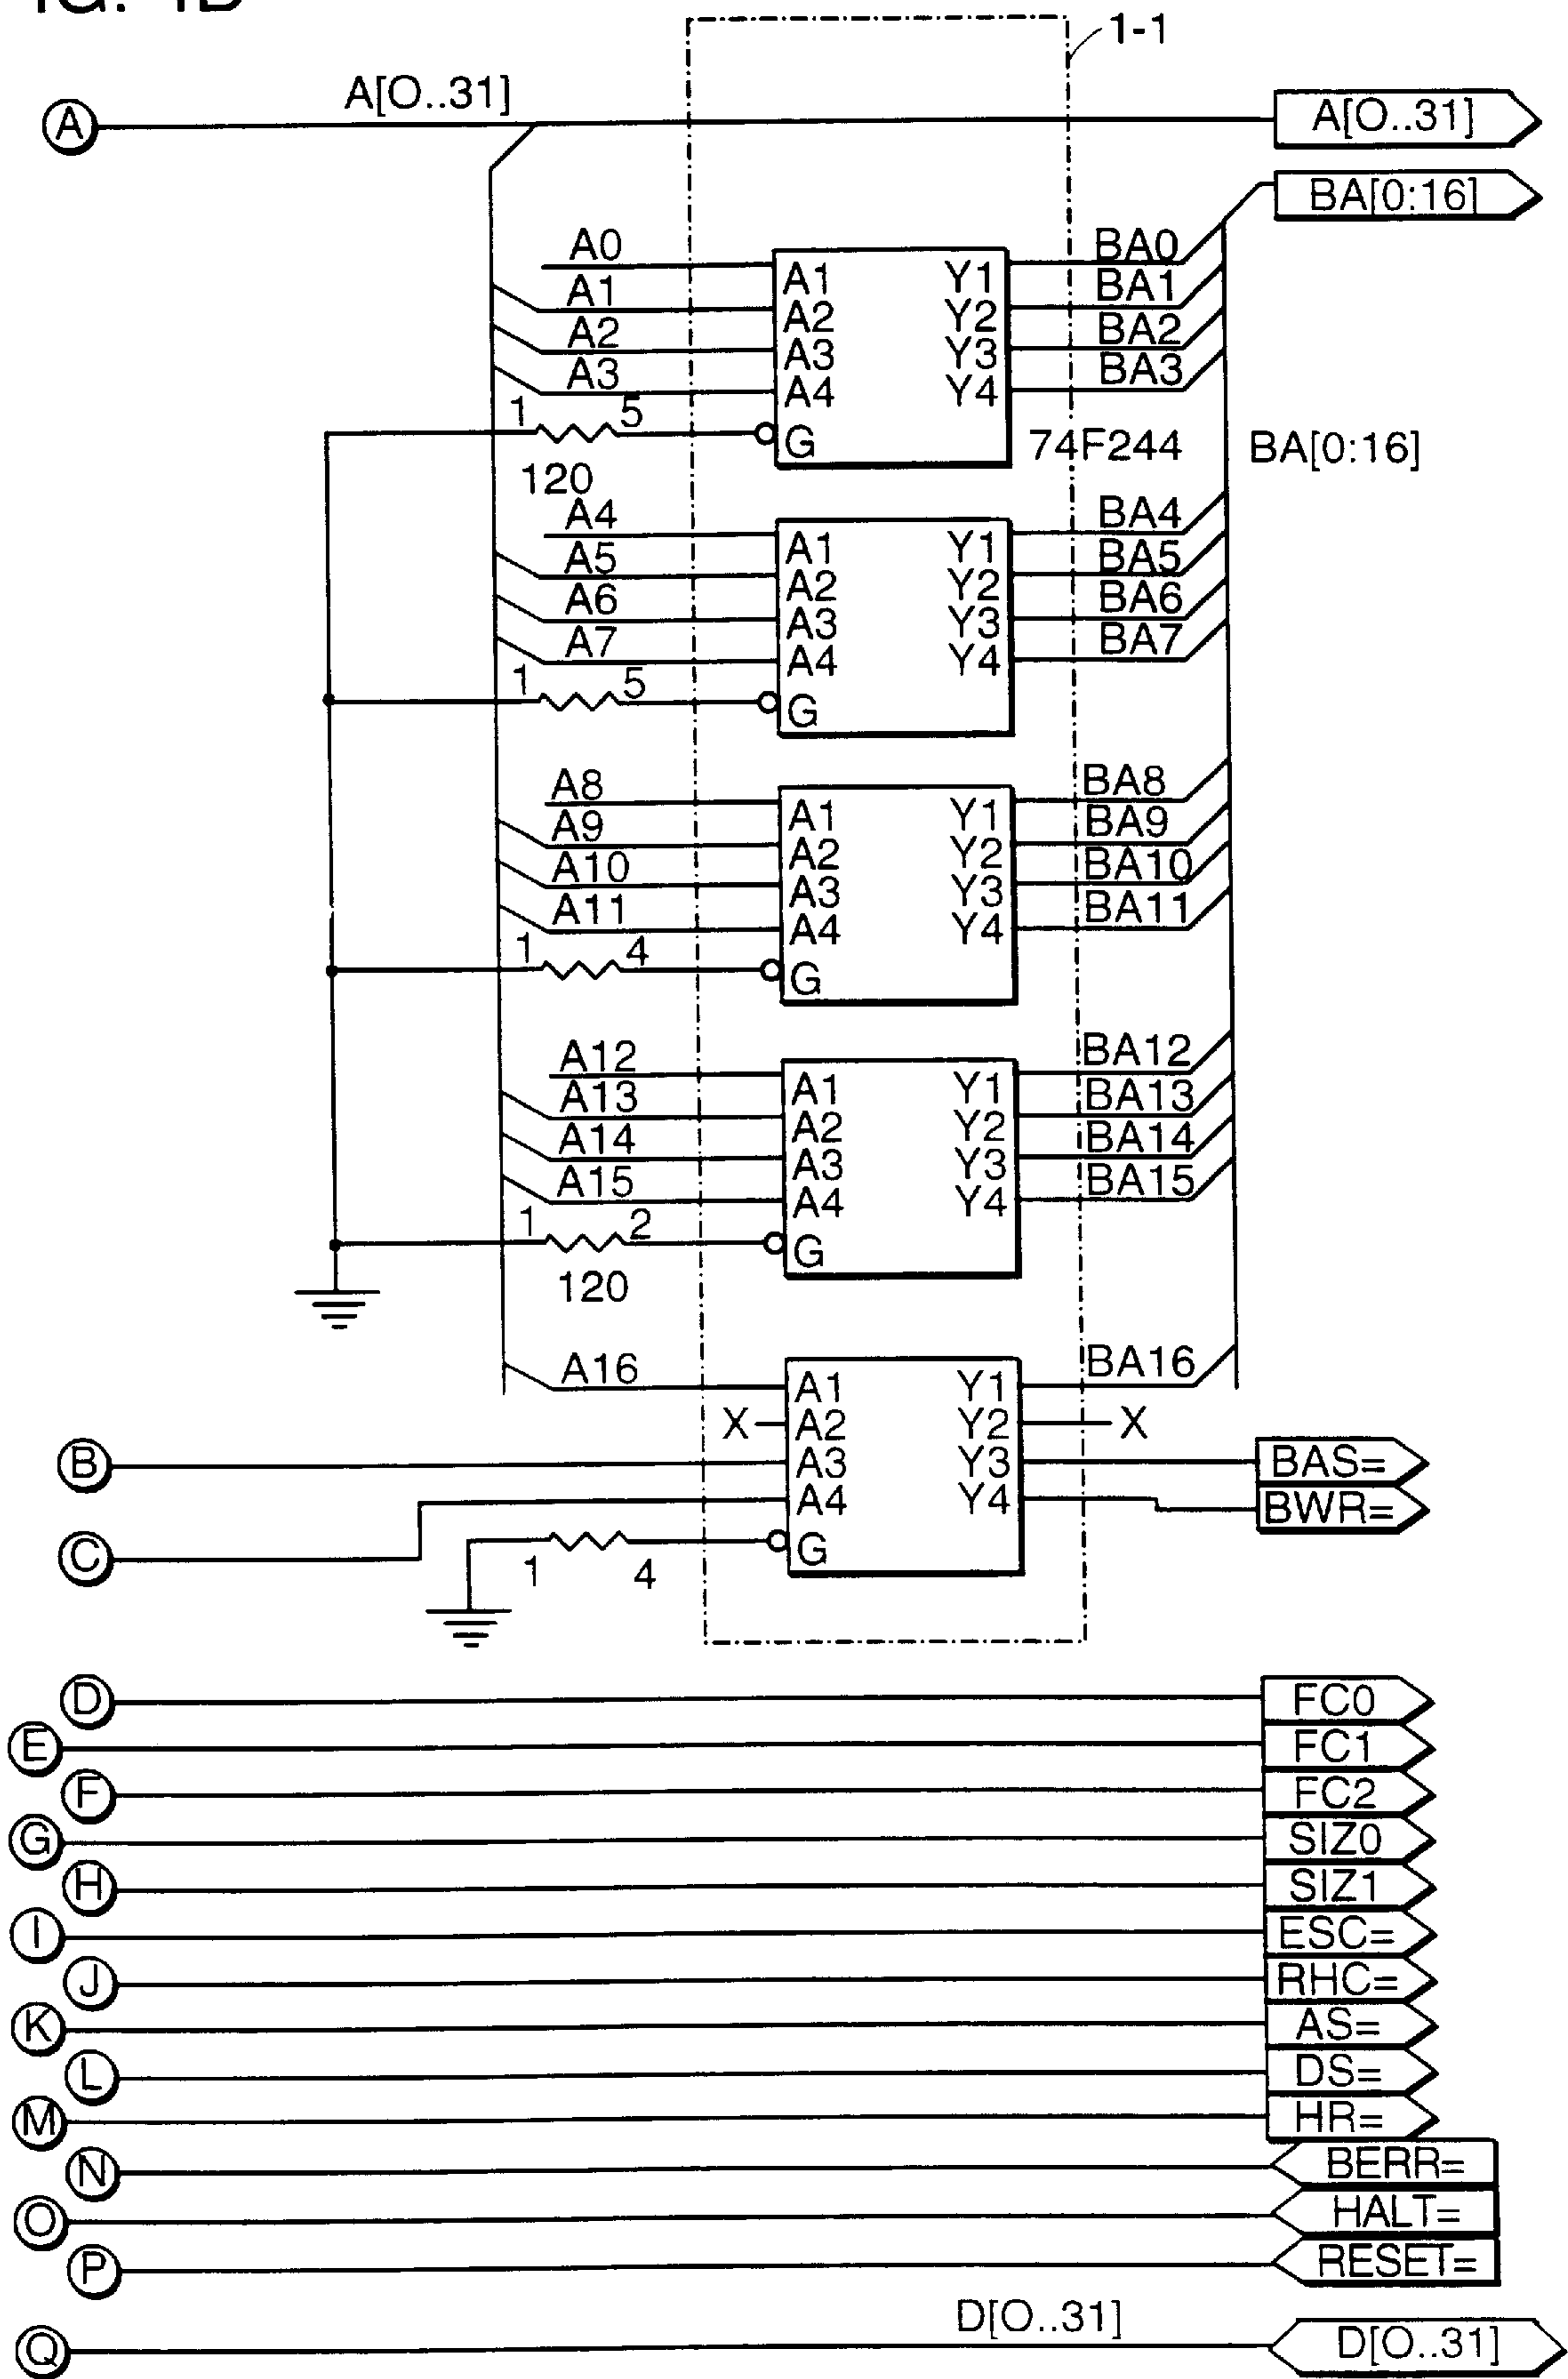 1-1
A[O..31]
A A[O..31]
BA[0:16]
A0 A1 Y1 BA0
A1 A2 Y2 BA1
A2 A3 Y3 BA2
A3 A4 Y4 BA3
1 5 G 74F244 BA[0:16]
120
A4 A1 Y1 BA4
A5 A2 Y2 BA5
A6 A3 Y3 BA6
A7 A4 Y4 BA7
1 5 G
A8 A1 Y1 BA8
A9 A2 Y2 BA9
A10 A3 Y3 BA10
A11 A4 Y4 BA11
1 4 G
A12 A1 Y1 BA12
A13 A2 Y2 BA13
A14 A3 Y3 BA14
A15 A4 Y4 BA15
1 2 G
120
A16 A1 Y1 BA16
X A2 Y2 X
B A3 Y3 BAS=
A4 Y4 BWR=
C G
1 4
D FC0
E FC1
F FC2
G SIZ0
H SIZ1
I ESC=
J RHC=
K AS=
L DS=
M HR=
N BERR=
O HALT=
P RESET=
D[O..31]
Q D[O..31]